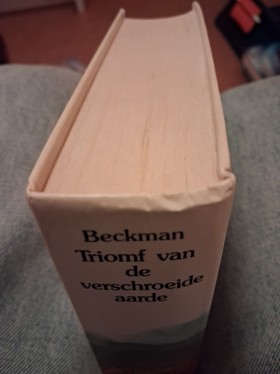 Beckman
Triomf van
de
verschroeide
aarde